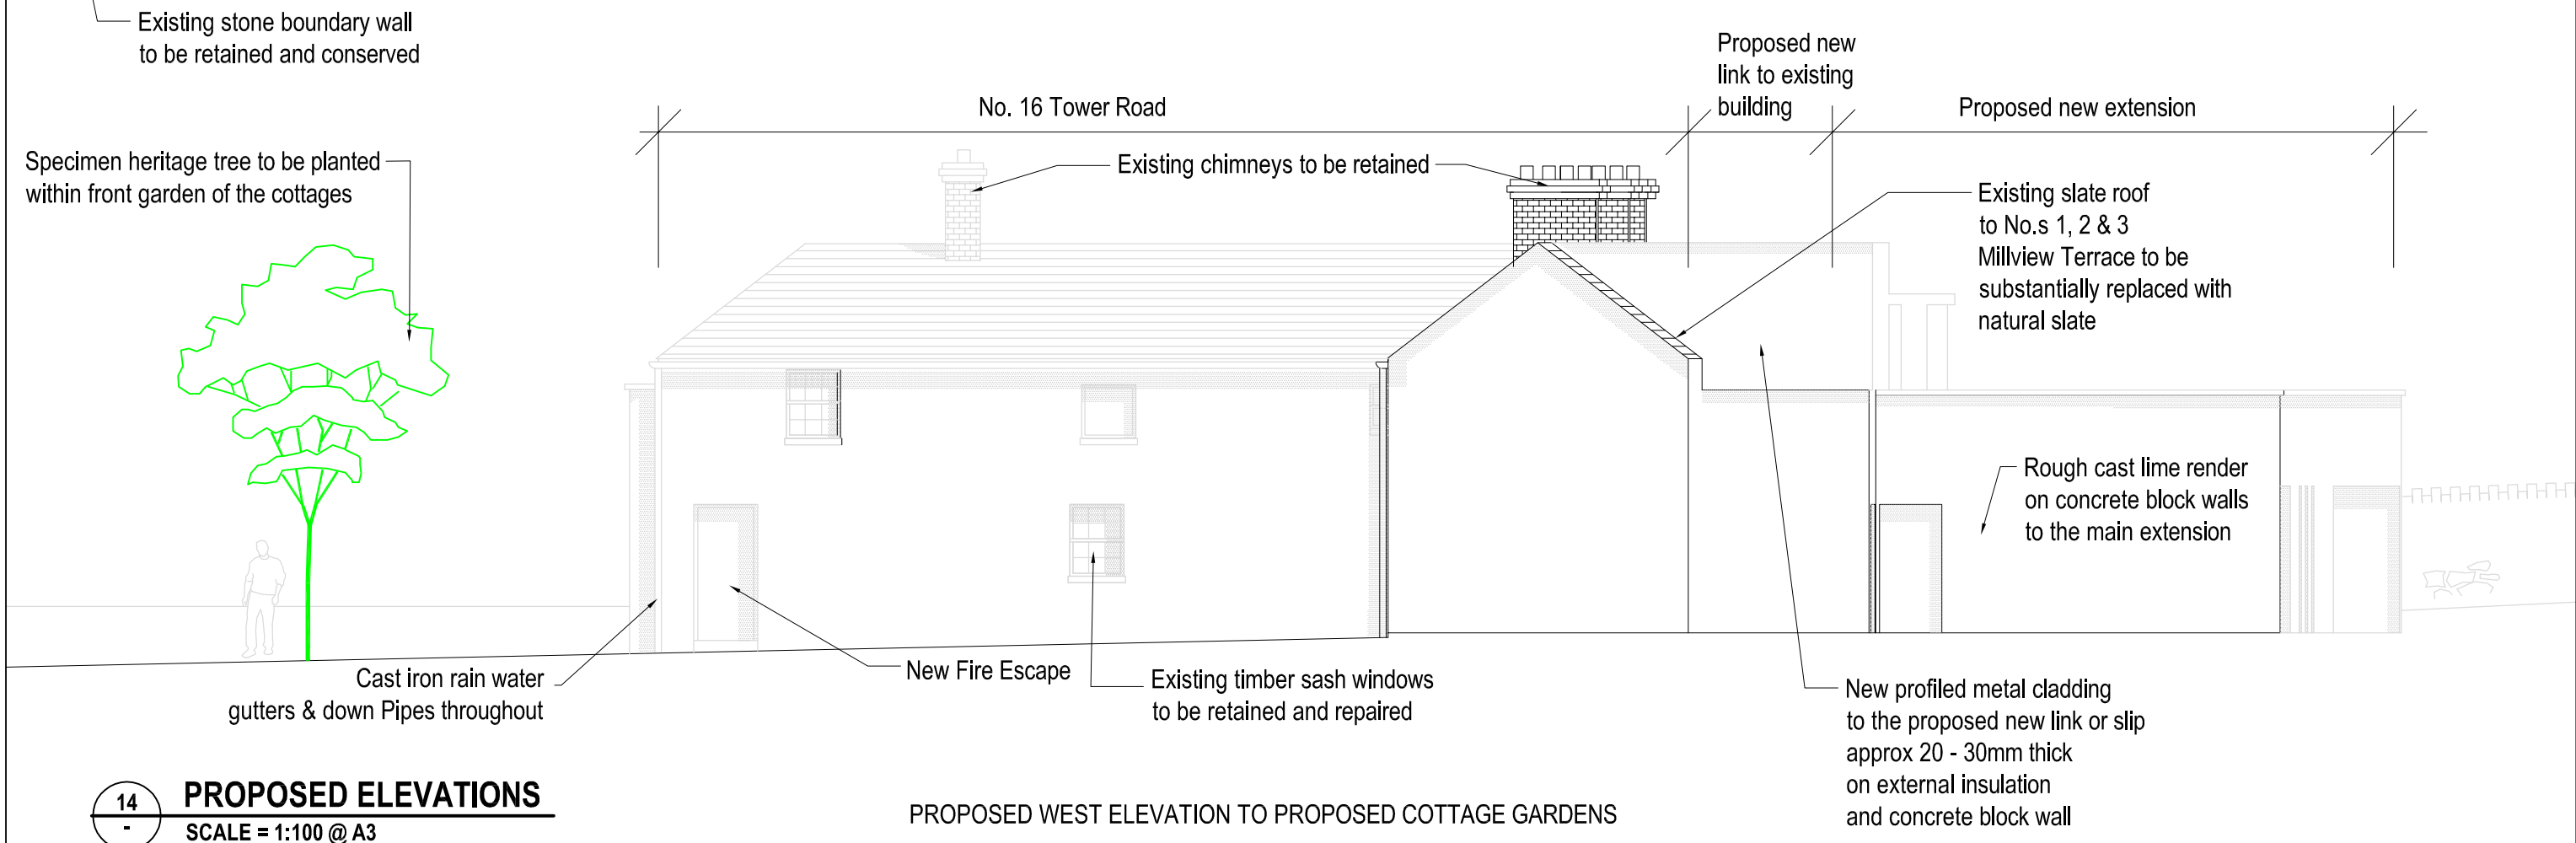 Existing stone boundary wall
to be retained and conserved
Specimen heritage tree to be planted
within front garden of the cottages
No. 16 Tower Road
Existing chimneys to be retained
Proposed new
link to existing
building
Proposed new extension
Existing slate roof
to No.s 1, 2 & 3
Millview Terrace to be
substantially replaced with
natural slate
Rough cast lime render
on concrete block walls
to the main extension
Cast iron rain water
gutters & down Pipes throughout
New Fire Escape
Existing timber sash windows
to be retained and repaired
New profiled metal cladding
to the proposed new link or slip
approx 20 - 30mm thick
on external insulation
and concrete block wall
14
-
PROPOSED ELEVATIONS
SCALE = 1:100 @ A3
PROPOSED WEST ELEVATION TO PROPOSED COTTAGE GARDENS